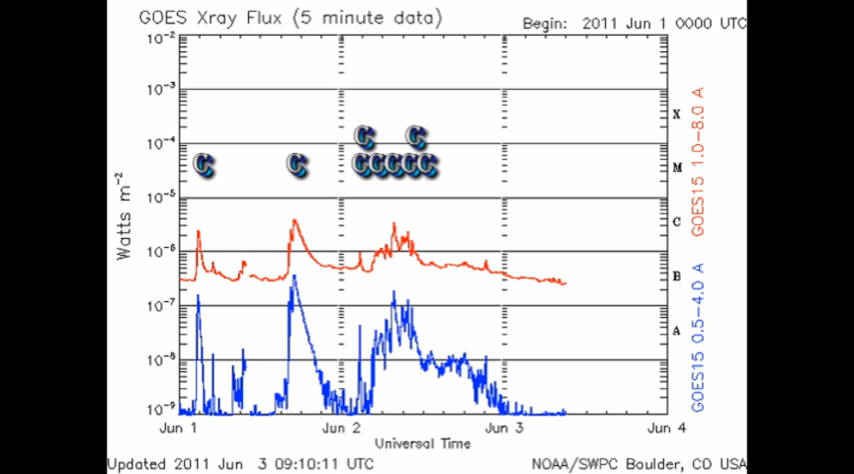 GOES Xray Flux (5 minute data)
Begin: 2011 Jun 1 0000 UTC
10⁻²
10⁻³
10⁻⁴
10⁻⁵
10⁻⁶
10⁻⁷
10⁻⁸
10⁻⁹
Watts m⁻²
C C
C C C C C C C
X
M
C
B
A
GOES15 1.0-8.0 A
GOES15 0.5-4.0 A
Jun 1 Jun 2 Jun 3 Jun 4
Universal Time
Updated 2011 Jun 3 09:10:11 UTC
NOAA/SWPC Boulder, CO USA